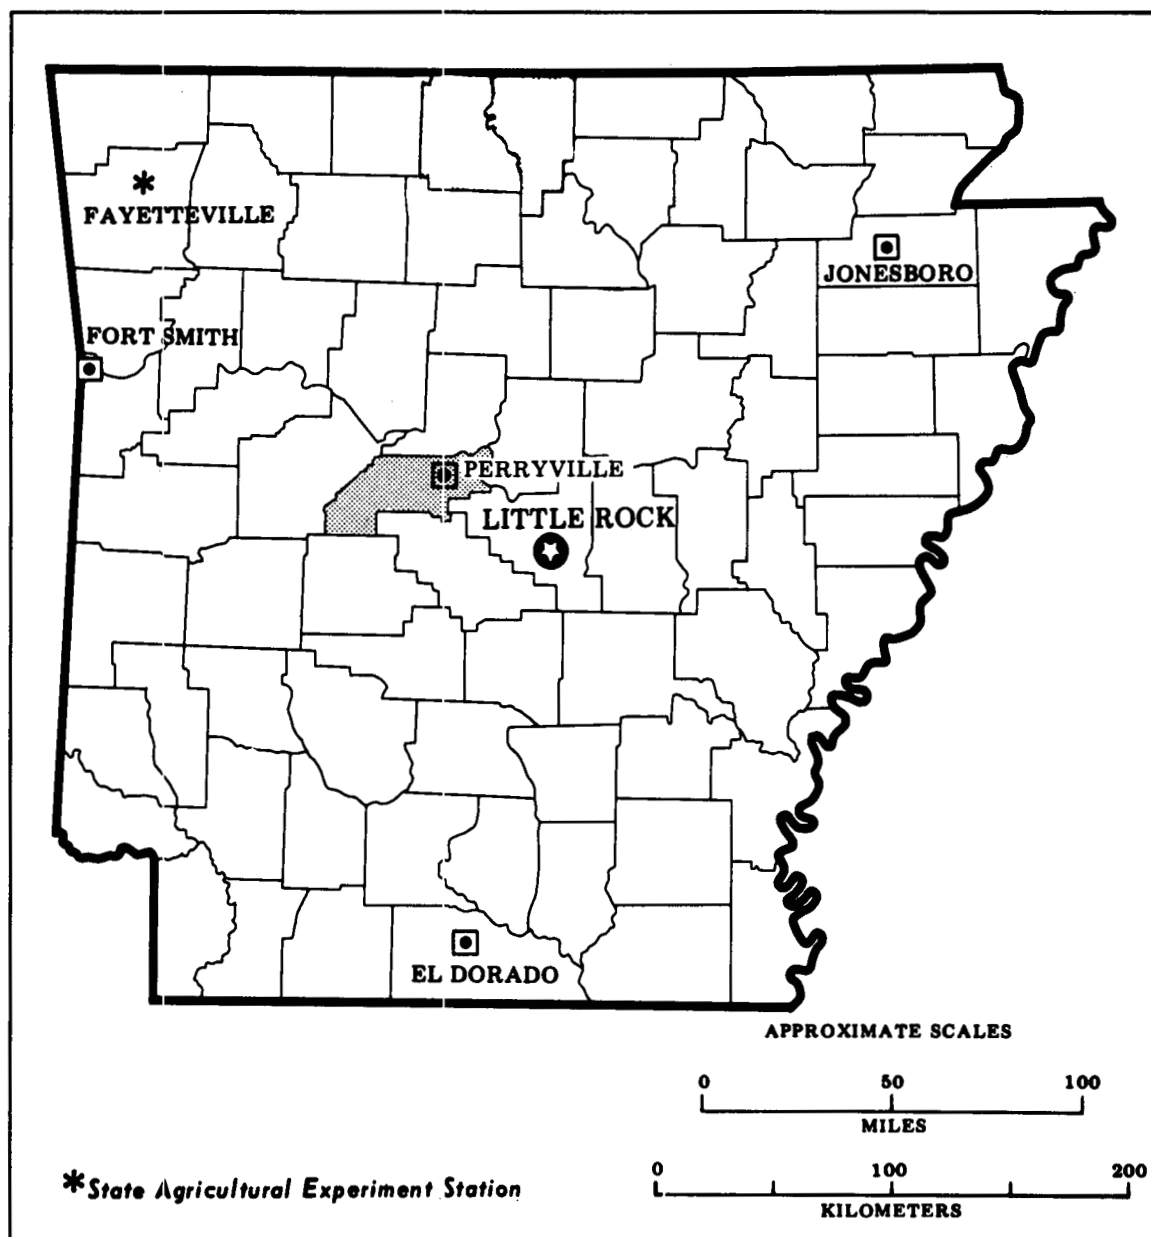 FAYETTEVILLE
JONESBORO
FORT SMITH
PERRYVILLE
LITTLE ROCK
EL DORADO
APPROXIMATE SCALES
0 50 100
MILES
0 100 200
KILOMETERS
*State Agricultural Experiment Station